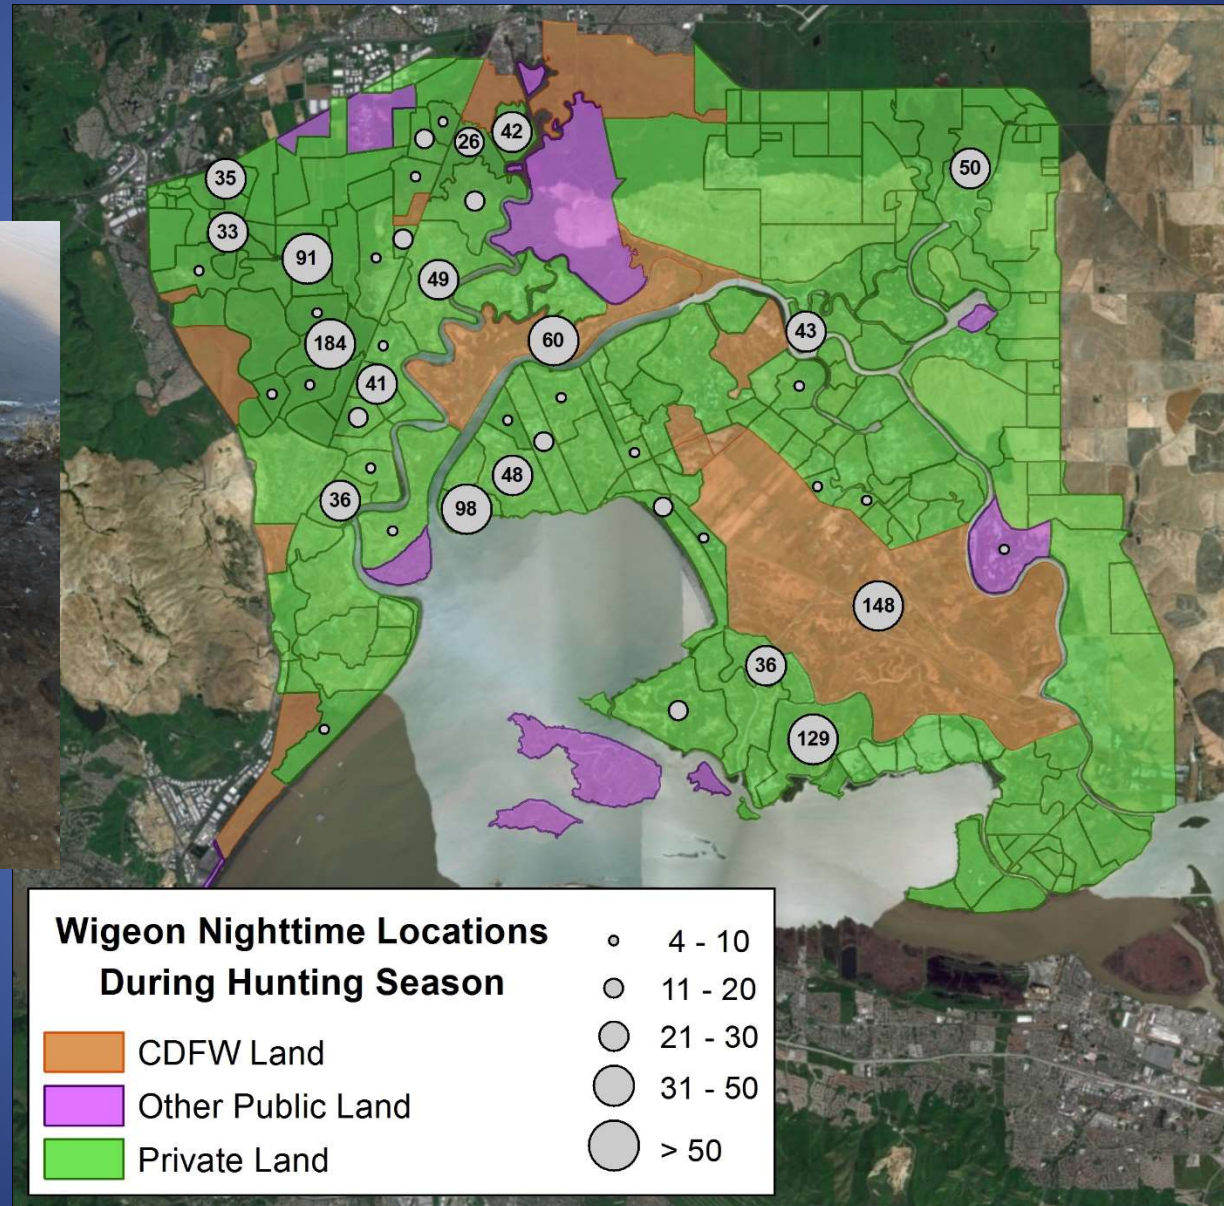 42
26
50
35
33
91
49
43
60
184
41
48
36
98
148
36
129
Wigeon Nighttime Locations
During Hunting Season
CDFW Land
Other Public Land
Private Land
4 - 10
11 - 20
21 - 30
31 - 50
> 50